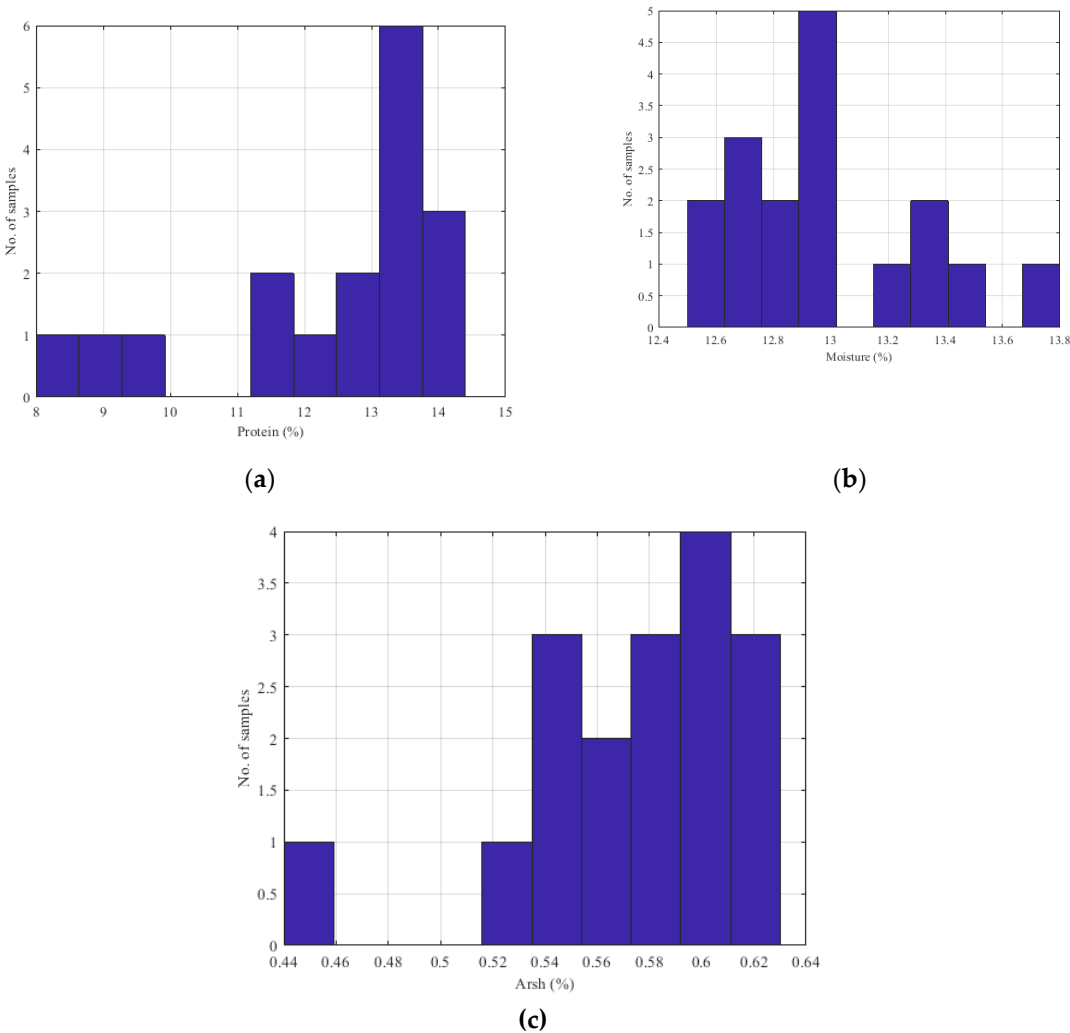 6
5
4
3
2
1
0
No. of samples
8 9 10 11 12 13 14 15
Protein (%)
(a)
5
4.5
4
3.5
3
2.5
2
1.5
1
0.5
0
No. of samples
12.4 12.6 12.8 13 13.2 13.4 13.6 13.8
Moisture (%)
(b)
4
3.5
3
2.5
2
1.5
1
0.5
0
No. of samples
0.44 0.46 0.48 0.5 0.52 0.54 0.56 0.58 0.6 0.62 0.64
Arsh (%)
(c)